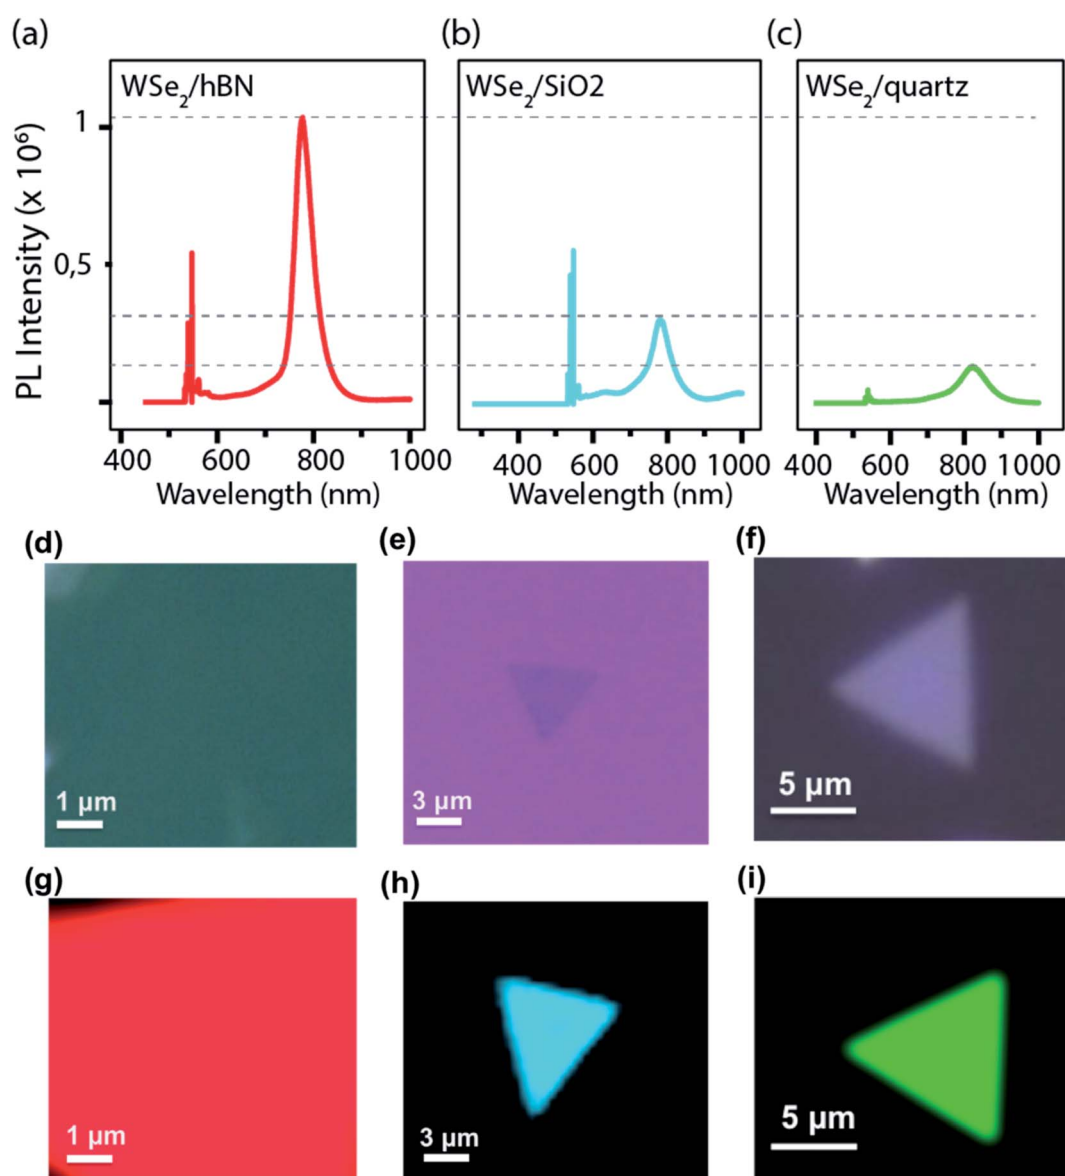 (a) (b) (c)
WSe₂/hBN WSe₂/SiO2 WSe₂/quartz
PL Intensity (x 10⁶)
1
0,5
400 600 800 1000 400 600 800 1000 400 600 800 1000
Wavelength (nm) Wavelength (nm) Wavelength (nm)
(d) (e) (f)
1 μm 3 μm 5 μm
(g) (h) (i)
1 μm 3 μm 5 μm